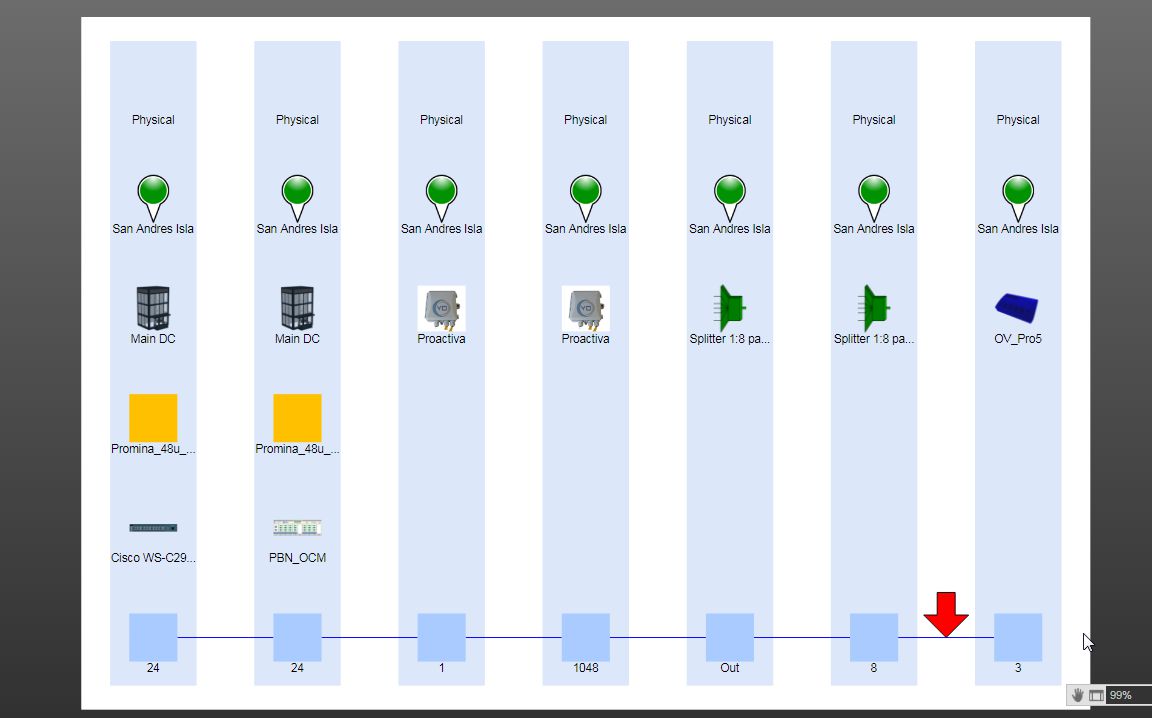 Physical Physical Physical Physical Physical Physical Physical
San Andres Isla San Andres Isla San Andres Isla San Andres Isla San Andres Isla San Andres Isla San Andres Isla
Main DC Main DC Proactiva Proactiva Splitter 1:8 pa... Splitter 1:8 pa... OV_Pro5
Promina_48u_... Promina_48u_...
Cisco WS-C29... PBN_OCM
24 24 1 1048 Out 8 3
99%